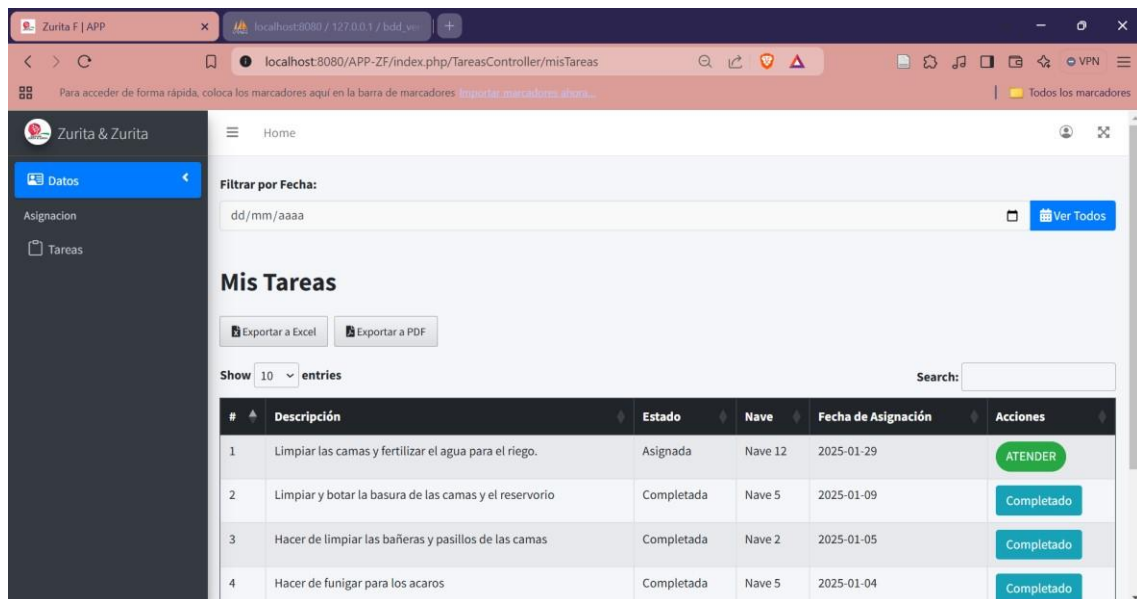 Zurita F | APP
localhost:8080 / 127.0.0.1 / bdd_ve
localhost:8080/APP-ZF/index.php/TareasController/misTareas
VPN
Para acceder de forma rápida, coloca los marcadores aquí en la barra de marcadores. Importar marcadores ahora...
Todos los marcadores
Zurita & Zurita
Home
Datos
Asignacion
Tareas
Filtrar por Fecha:
dd/mm/aaaa
Ver Todos
Mis Tareas
Exportar a Excel Exportar a PDF
Show 10 entries Search:
# Descripción Estado Nave Fecha de Asignación Acciones
1 Limpiar las camas y fertilizar el agua para el riego. Asignada Nave 12 2025-01-29 ATENDER
2 Limpiar y botar la basura de las camas y el reservorio Completada Nave 5 2025-01-09 Completado
3 Hacer de limpiar las bañeras y pasillos de las camas Completada Nave 2 2025-01-05 Completado
4 Hacer de funigar para los acaros Completada Nave 5 2025-01-04 Completado